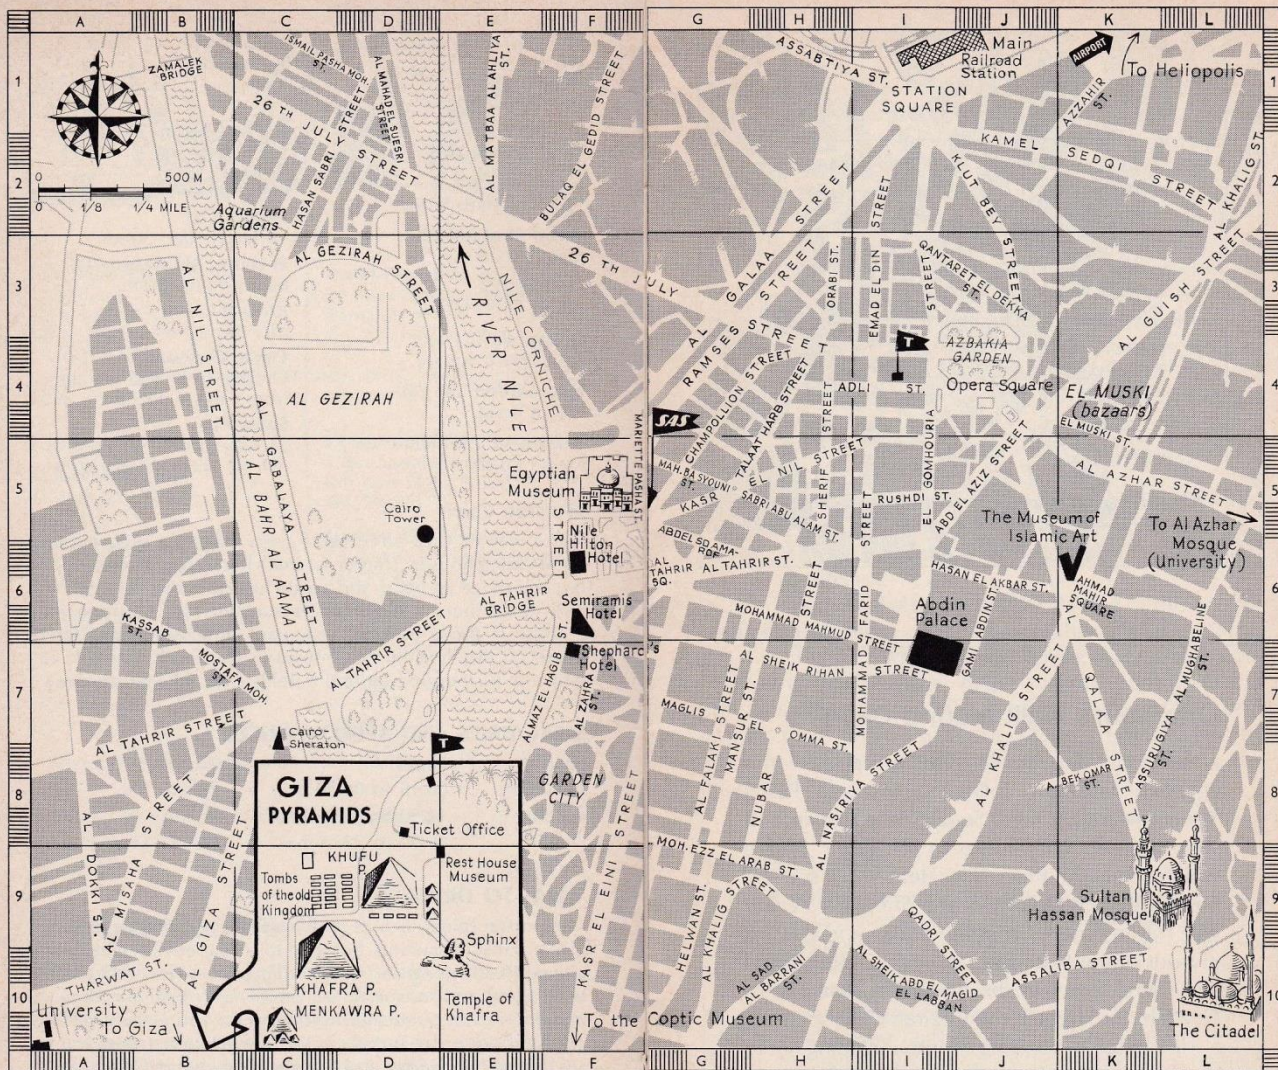 A B C D E F G H I J K L
1
2
3
4
5
6
7
8
9
10
ZAMALEK
BRIDGE
ISMAIL PASHA MOH.
ST.
AL MAHAD EL SUESRI
STREET
HASAN SABRI STREET
26 TH JULY STREET
AL MATBAA AL AHLIYA
ST.
BULAQ EL GEDID STREET
0 500 M
0 1/8 1/4 MILE
Aquarium
Gardens
ASSABTIYA ST.
Main
Railroad
Station
STATION
SQUARE
AIRPORT
To Heliopolis
AZZAHIR
ST.
KAMEL SEDQI STREET
KLUT BEY STREET
AL KHALIG ST.
AL GEZIRAH STREET
AL NIL STREET
RIVER NILE
NILE CORNICHE
26 TH JULY STREET
AL GALAA STREET
RAMSES STREET
ORABI ST.
EMAD EL DIN STREET
QANTARET EL DEKKA
ST.
AL GUISH STREET
T
AZBAKIA
GARDEN
ADLI ST.
Opera Square
EL MUSKI
(bazaars)
EL MUSKI ST.
AL GEZIRAH
AL GABALAYA STREET
AL BAHR AL AAMA
MARIETTE PASHA ST.
SAS
CHAMPOLLION STREET
TALAAT HARB STREET
SHERIF STREET
EL GOMHOURIA STREET
ABD EL AZIZ STREET
AL AZHAR STREET
Egyptian
Museum
MAH. BASYOUNI
ST.
KASR EL NIL STREET
SABRI ABU ALAM ST.
RUSHDI ST.
Cairo
Tower
STREET
Nile
Hilton
Hotel
ABDEL SDAMA-
ROF
AL
TAHRIR
SQ.
AL TAHRIR ST.
The Museum of
Islamic Art
To Al Azhar
Mosque
(University)
AHMAD
MAHIR
SQUARE
HASAN EL AKBAR ST.
AL TAHRIR
BRIDGE
Semiramis
Hotel
Shepheard's
Hotel
MOHAMMAD MAHMUD STREET
MOHAMMAD FARID STREET
Abdin
Palace
GAMI ABDIN ST.
KASSAB
ST.
MOSTAFA MOH.
ST.
AL TAHRIR STREET
AL TAHRIR STREET
Cairo-
Sheraton
ALMAZ EL HAGIB ST.
AL ZAHRA
ST.
AL SHEIK RIHAN STREET
MAGLIS EL OMMA ST.
AL FALAKI STREET
MANSUR ST.
NUBAR STREET
AL NASIRIYA STREET
AL KHALIG STREET
QALAA STREET
AL MUGHABELINE
ST.
ASSURUGIYA
ST.
A. BEK OMAR
ST.
GARDEN
CITY
AL DOKKI ST.
AL MISAHA STREET
AL GIZA STREET
THARWAT ST.
University
To Giza
GIZA
PYRAMIDS
T
Ticket Office
KHUFU
P.
Rest House
Museum
Tombs
of the old
Kingdom
Sphinx
KHAFRA P.
MENKAWRA P.
Temple of
Khafra
KASR EL EINI STREET
To the Coptic Museum
MOH. EZZ EL ARAB ST.
HELWAN ST.
AL KHALIG STREET
AL SAD
AL BARRANI
ST.
AL SHEIK ABD EL MAGID
EL LABBAN
QADRI STREET
ASSALIBA STREET
Sultan
Hassan Mosque
The Citadel
A B C D E F G H I J K L